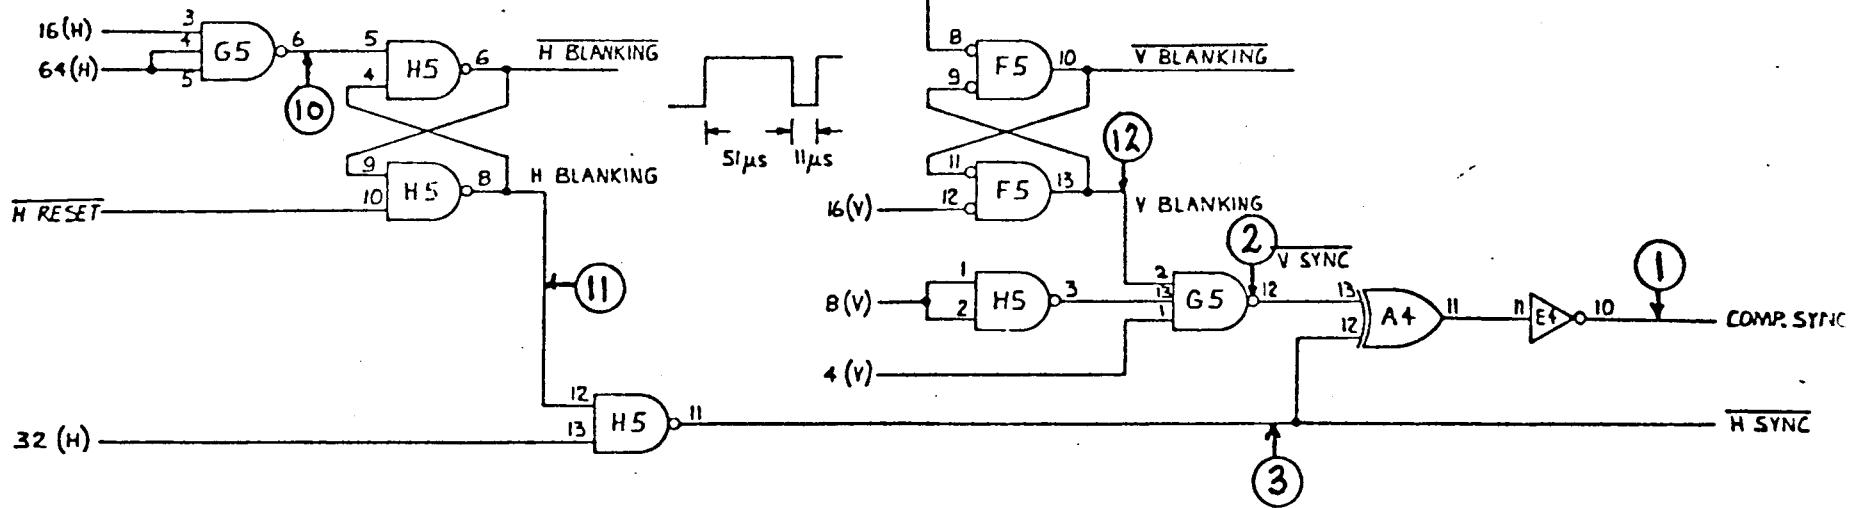 16(H)
3
4
5
G5
6
64(H)
10
5
4
H5
6
H BLANKING
9
10
H5
8
H BLANKING
H RESET
11
12
13
H5
11
32 (H)
51µs
11µs
8
9
F5
10
V BLANKING
11
12
F5
13
12
V BLANKING
16(V)
8(V)
1
2
H5
3
2
13
1
G5
12
2
V SYNC
4 (V)
13
12
A4
11
11
E4
10
1
COMP. SYNC
H SYNC
3